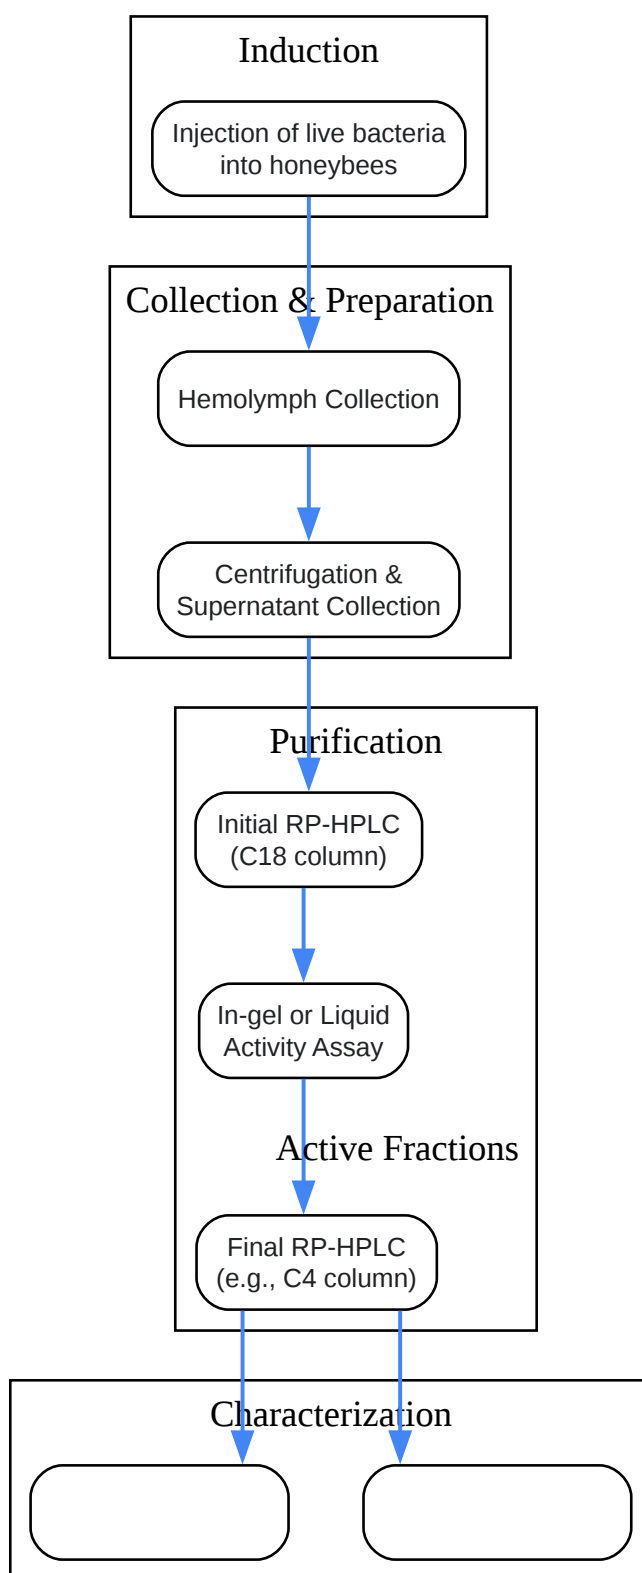 Induction
Injection of live bacteria
into honeybees
Collection & Preparation
Hemolymph Collection
Centrifugation &
Supernatant Collection
Purification
Initial RP-HPLC
(C18 column)
In-gel or Liquid
Activity Assay
Active Fractions
Final RP-HPLC
(e.g., C4 column)
Characterization